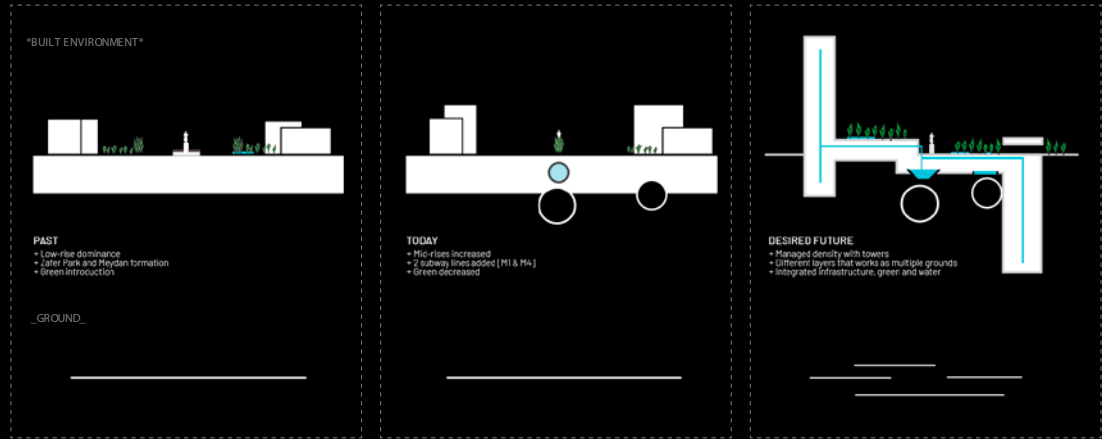 "BUILT ENVIRONMENT"
PAST
+ Low-rise dominance
+ Zafer Park and Meydan formation
+ Green introduction
TODAY
+ Mid-rises increased
+ 2 subway lines added [M1 & M4]
+ Green decreased
DESIRED FUTURE
+ Managed density with towers
+ Different layers that works as multiple grounds
+ Integrated infrastructure, green and water
_GROUND_